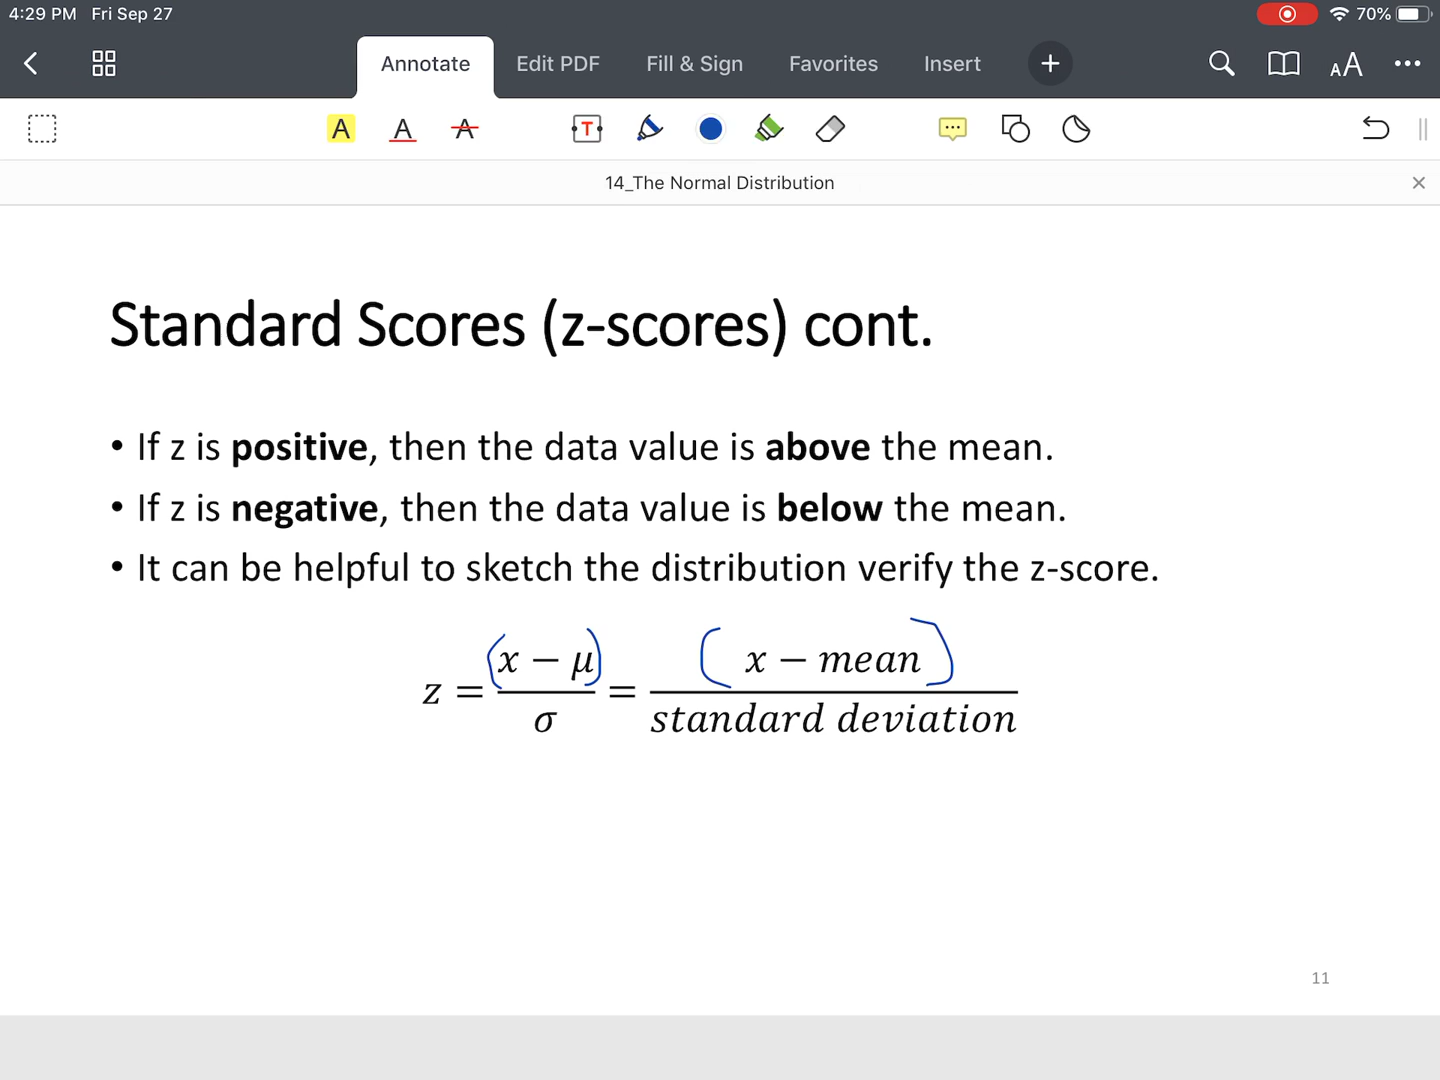 4:29 PM Fri Sep 27 70%
Annotate Edit PDF Fill & Sign Favorites Insert
14_The Normal Distribution
Standard Scores (z-scores) cont.
• If z is positive, then the data value is above the mean.
• If z is negative, then the data value is below the mean.
• It can be helpful to sketch the distribution verify the z-score.
z = (x − μ) / σ = (x − mean) / standard deviation
11